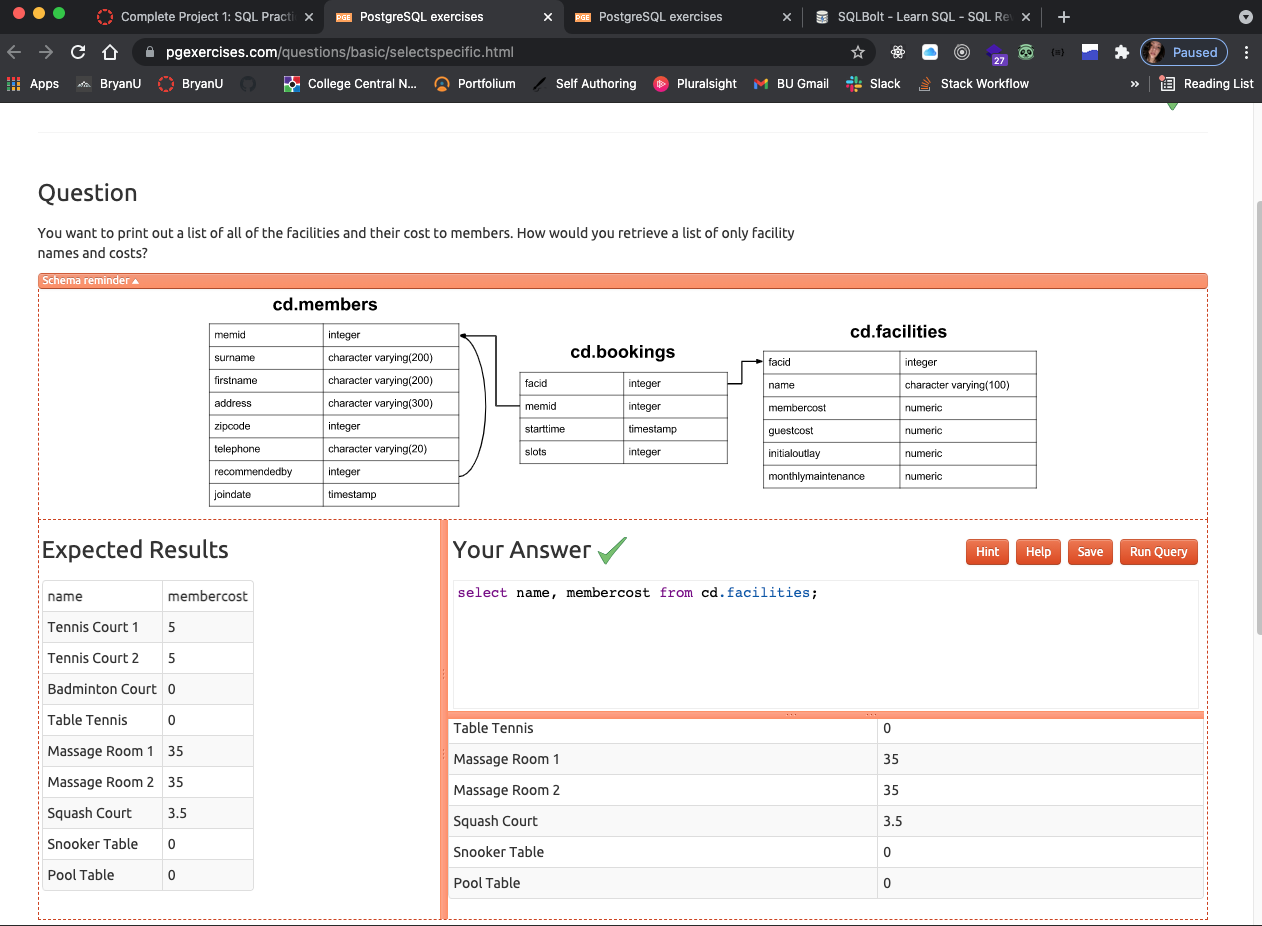 Complete Project 1: SQL Practi
PGE PostgreSQL exercises
PGE PostgreSQL exercises
SQLBolt - Learn SQL - SQL Re
pgexercises.com/questions/basic/selectspecific.html
27
Paused
Apps
BryanU
BryanU
College Central N...
Portfolium
Self Authoring
Pluralsight
BU Gmail
Slack
Stack Workflow
»
Reading List
Question
You want to print out a list of all of the facilities and their cost to members. How would you retrieve a list of only facility
names and costs?
Schema reminder
cd.members
memid integer
surname character varying(200)
firstname character varying(200)
address character varying(300)
zipcode integer
telephone character varying(20)
recommendedby integer
joindate timestamp
cd.bookings
facid integer
memid integer
starttime timestamp
slots integer
cd.facilities
facid integer
name character varying(100)
membercost numeric
guestcost numeric
initialoutlay numeric
monthlymaintenance numeric
Expected Results
name membercost
Tennis Court 1 5
Tennis Court 2 5
Badminton Court 0
Table Tennis 0
Massage Room 1 35
Massage Room 2 35
Squash Court 3.5
Snooker Table 0
Pool Table 0
Your Answer
Hint
Help
Save
Run Query
select name, membercost from cd.facilities;
Table Tennis 0
Massage Room 1 35
Massage Room 2 35
Squash Court 3.5
Snooker Table 0
Pool Table 0